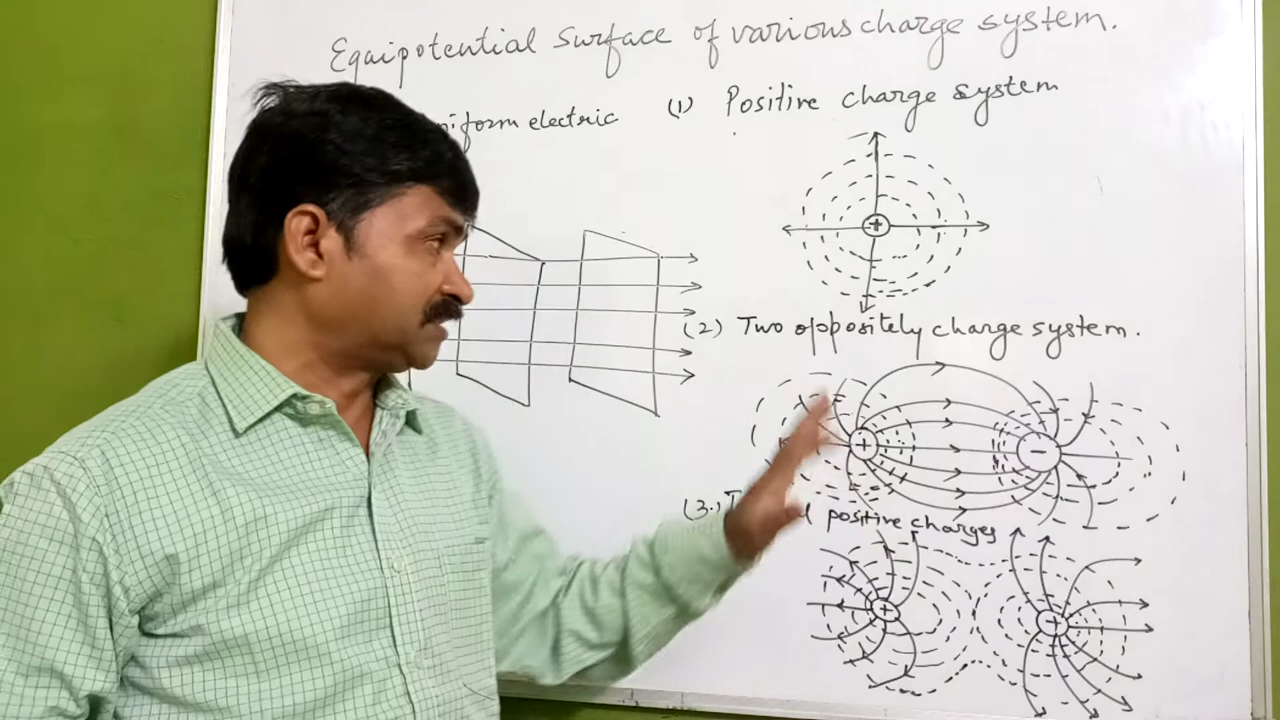 Equipotential surface of various charge system.
niform electric
(1) Positive charge system
+
(2) Two oppositely charge system.
+ -
(3.) positive charges
+ +